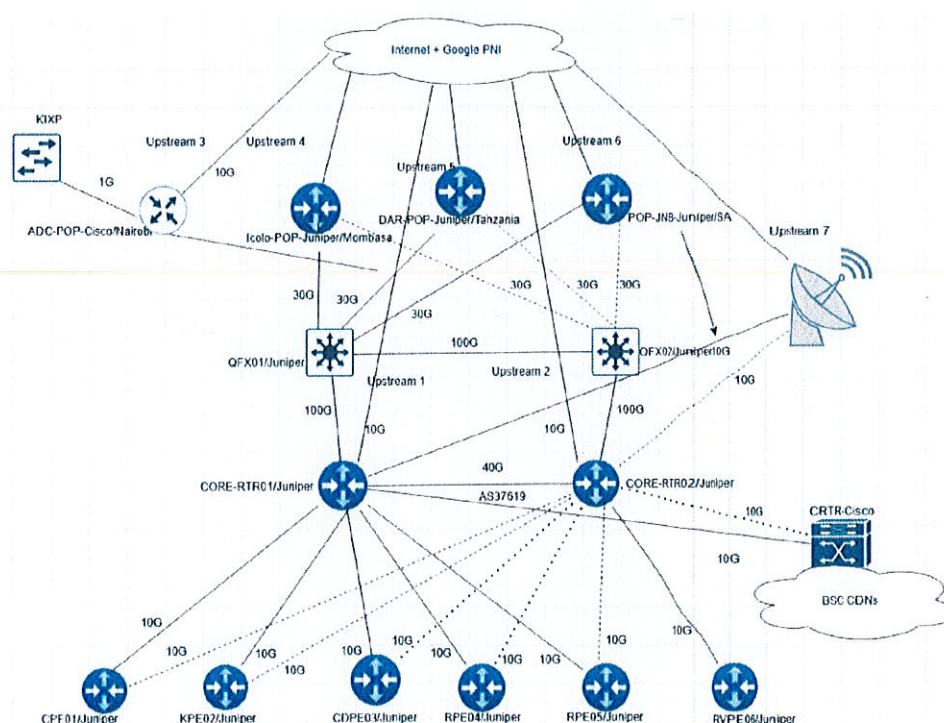 Internet + Google PNI
KIXP
Upstream 3
Upstream 4
Upstream 6
1G
10G
Upstream 5
ADC-POP-Cisco/Nairobi
Icolo-POP-Juniper/Mombasa
DAR-POP-Juniper/Tanzania
POP-JNB-Juniper/SA
Upstream 7
30G
30G
30G
30G
30G
30G
QFX01/Juniper
100G
QFX02/Juniper
10G
Upstream 1
Upstream 2
10G
100G
10G
10G
100G
CORE-RTR01/Juniper
40G
CORE-RTR02/Juniper
AS37619
10G
CRTR-Cisco
10G
BSC CDNs
10G
10G
10G
10G
10G
10G
10G
10G
10G
10G
10G
CPE01/Juniper
KPE02/Juniper
CDPE03/Juniper
RPE04/Juniper
RPE05/Juniper
RVPE06/Juniper